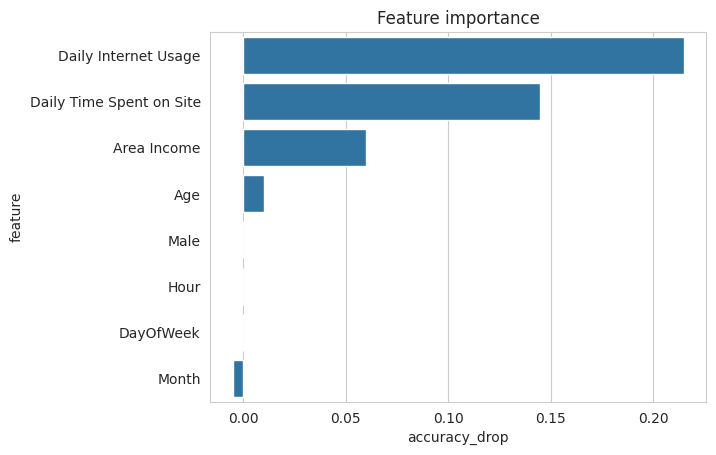 Feature importance
Daily Internet Usage
Daily Time Spent on Site
Area Income
Age
Male
Hour
DayOfWeek
Month
feature
0.00 0.05 0.10 0.15 0.20
accuracy_drop